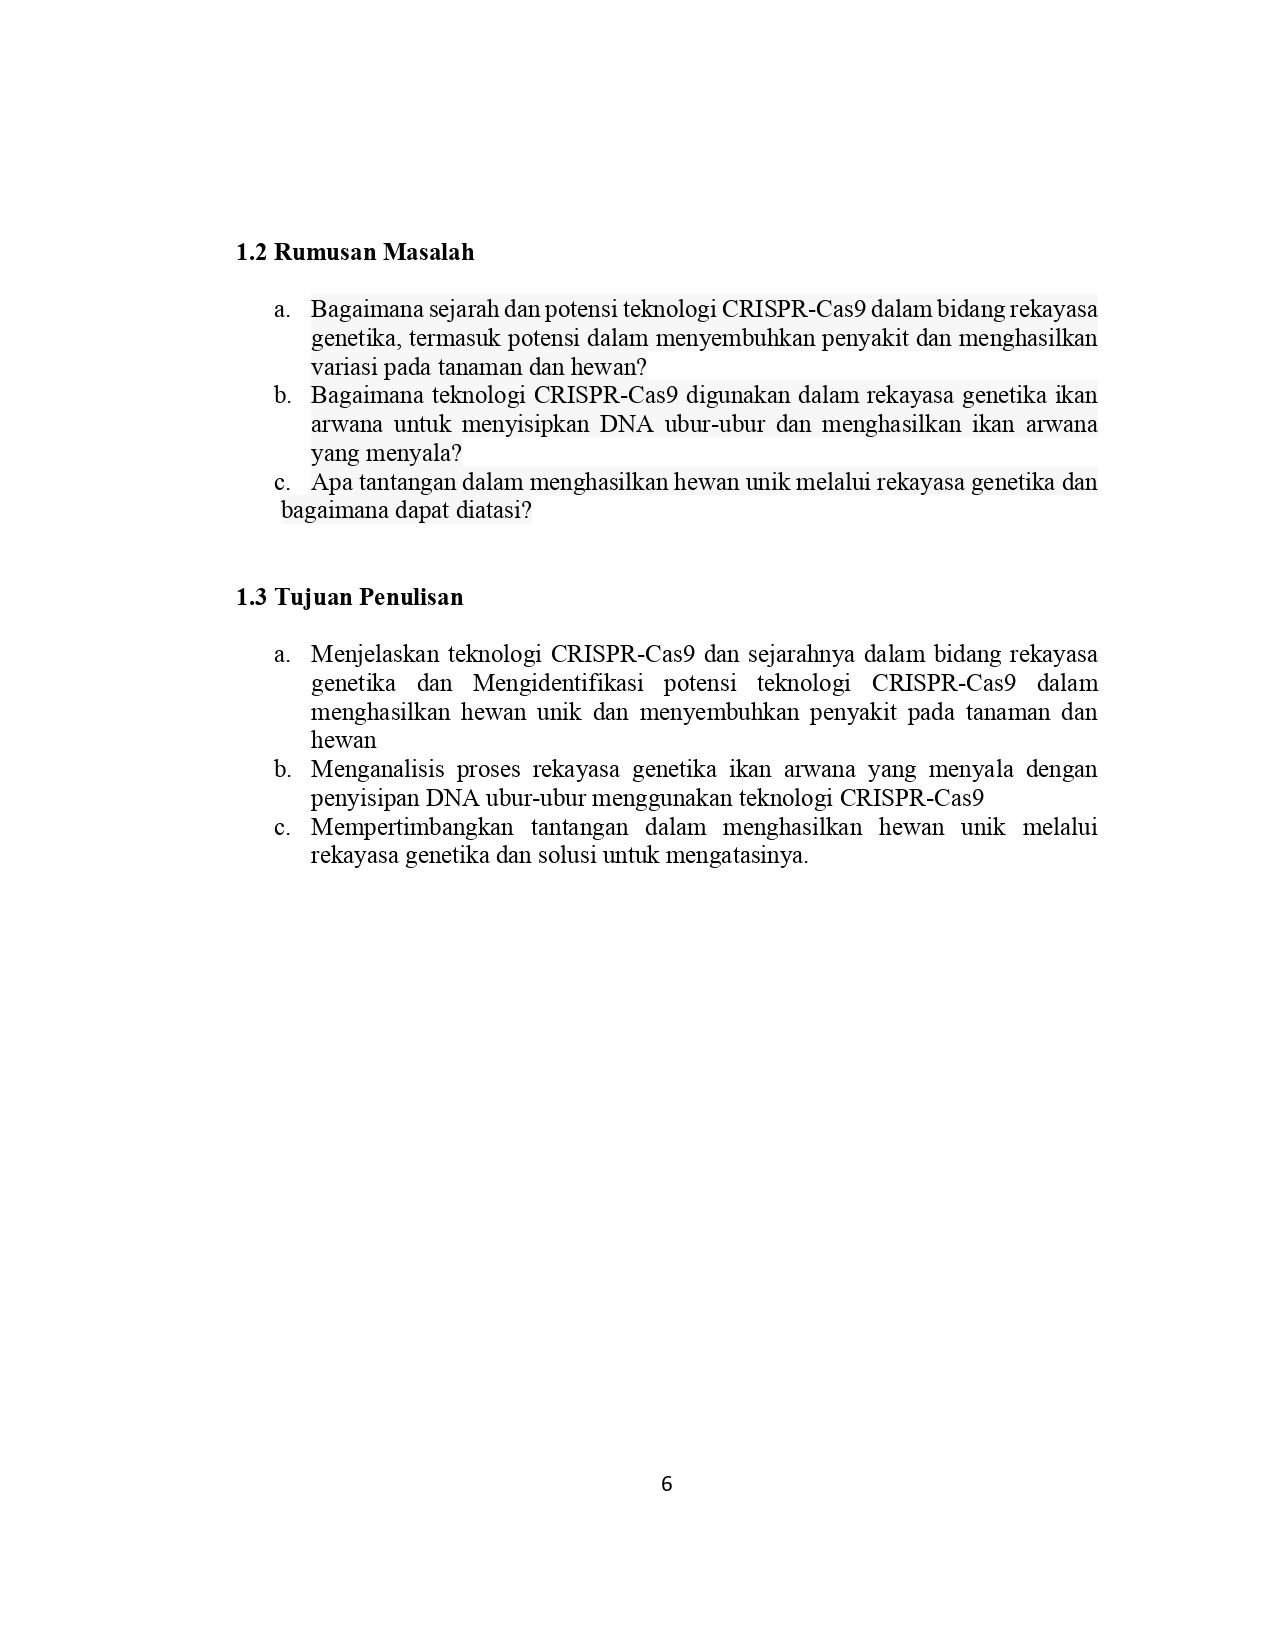 1.2 Rumusan Masalah
a. Bagaimana sejarah dan potensi teknologi CRISPR-Cas9 dalam bidang rekayasa
genetika, termasuk potensi dalam menyembuhkan penyakit dan menghasilkan
variasi pada tanaman dan hewan?
b. Bagaimana teknologi CRISPR-Cas9 digunakan dalam rekayasa genetika ikan
arwana untuk menyisipkan DNA ubur-ubur dan menghasilkan ikan arwana
yang menyala?
c. Apa tantangan dalam menghasilkan hewan unik melalui rekayasa genetika dan
bagaimana dapat diatasi?
1.3 Tujuan Penulisan
a. Menjelaskan teknologi CRISPR-Cas9 dan sejarahnya dalam bidang rekayasa
genetika dan Mengidentifikasi potensi teknologi CRISPR-Cas9 dalam
menghasilkan hewan unik dan menyembuhkan penyakit pada tanaman dan
hewan
b. Menganalisis proses rekayasa genetika ikan arwana yang menyala dengan
penyisipan DNA ubur-ubur menggunakan teknologi CRISPR-Cas9
c. Mempertimbangkan tantangan dalam menghasilkan hewan unik melalui
rekayasa genetika dan solusi untuk mengatasinya.
6